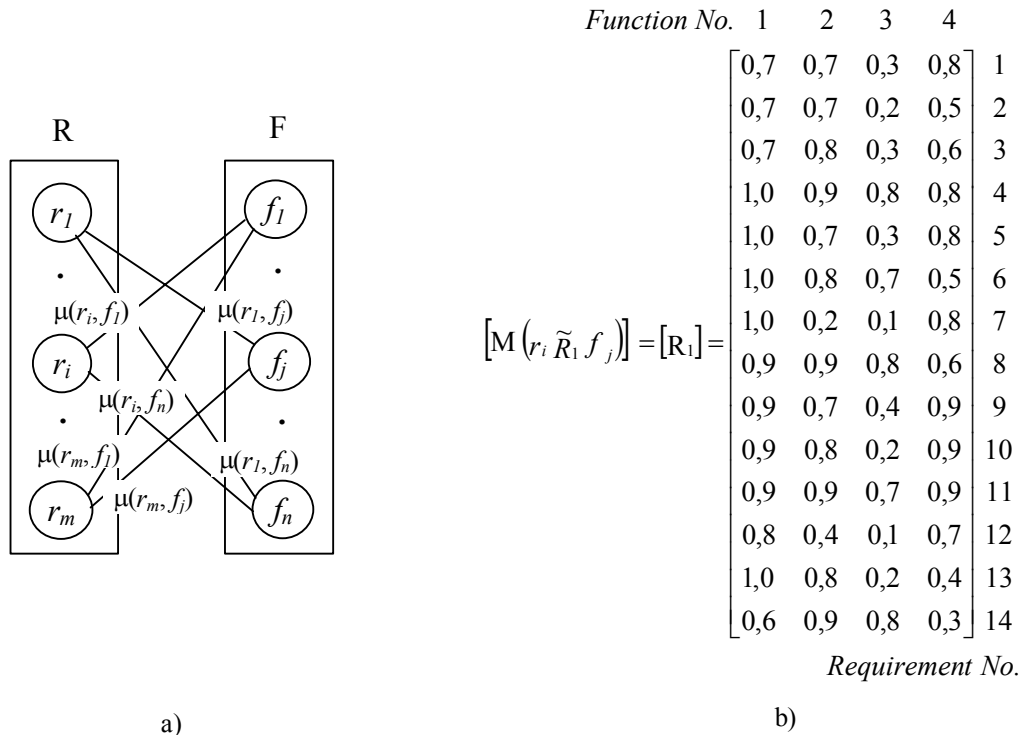 R F
r1 f1
. .
μ(ri, f1) μ(r1, fj)
ri fj
μ(ri, fn)
. .
μ(rm, f1) μ(r1, fn)
μ(rm, fj)
rm fn
a)
Function No. 1 2 3 4
0,7 0,7 0,3 0,8 1
0,7 0,7 0,2 0,5 2
0,7 0,8 0,3 0,6 3
1,0 0,9 0,8 0,8 4
1,0 0,7 0,3 0,8 5
1,0 0,8 0,7 0,5 6
[M(ri R̃1 fj)] = [R1] =
1,0 0,2 0,1 0,8 7
0,9 0,9 0,8 0,6 8
0,9 0,7 0,4 0,9 9
0,9 0,8 0,2 0,9 10
0,9 0,9 0,7 0,9 11
0,8 0,4 0,1 0,7 12
1,0 0,8 0,2 0,4 13
0,6 0,9 0,8 0,3 14
Requirement No.
b)